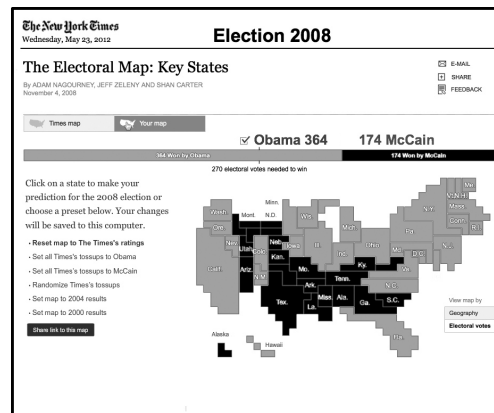 The New York Times
Wednesday, May 23, 2012
Election 2008
The Electoral Map: Key States
By ADAM NAGOURNEY, JEFF ZELENY AND SHAN CARTER
November 4, 2008
E-MAIL
SHARE
FEEDBACK
Times map
Your map
Obama 364
174 McCain
364 Won by Obama
174 Won by McCain
270 electoral votes needed to win
Click on a state to make your
prediction for the 2008 election or
choose a preset below. Your changes
will be saved to this computer.
• Reset map to The Times's ratings
• Set all Times's tossups to Obama
• Set all Times's tossups to McCain
• Randomize Times's tossups
• Set map to 2004 results
• Set map to 2000 results
Share link to this map
Me.
Vt. N.H.
Minn.
Wash.
Mont.
N.D.
Wis.
N.Y.
Mass.
Ore.
Mich.
Conn.
R.I.
Pa.
Nev.
Utah
Colo.
Neb.
Iowa
Ill.
Ind.
Ohio
N.J.
Md.
D.C.
Kan.
Calif.
Ariz.
N.M.
Mo.
Ky.
Va.
Tenn.
N.C.
Ark.
Tex.
La.
Miss.
Ala.
Ga.
S.C.
Fla.
Alaska
Hawaii
View map by
Geography
Electoral votes